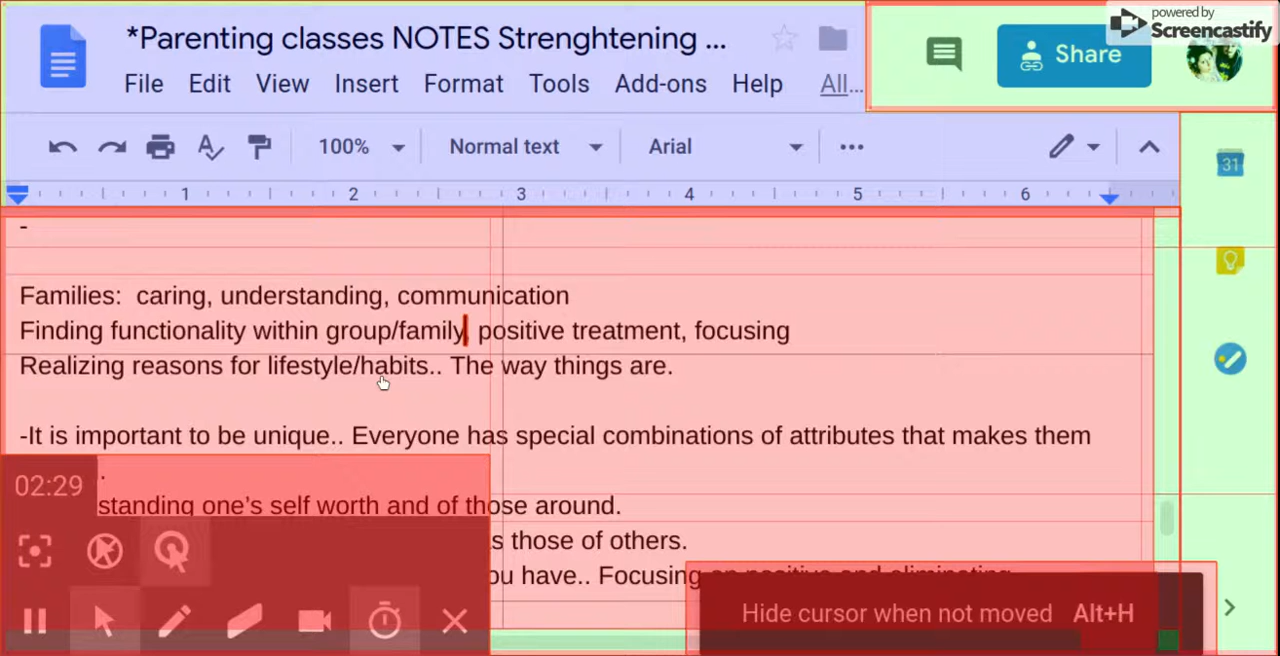 powered by
Screencastify
*Parenting classes NOTES Strenghtening ...
Share
File Edit View Insert Format Tools Add-ons Help All...
100% Normal text Arial
31
1 2 3 4 5 6
-
Families: caring, understanding, communication
Finding functionality within group/family, positive treatment, focusing
Realizing reasons for lifestyle/habits.. The way things are.
-It is important to be unique.. Everyone has special combinations of attributes that makes them
.
02:29
standing one's self worth and of those around.
s those of others.
ou have.. Focusing on positive and eliminating
Hide cursor when not moved Alt+H